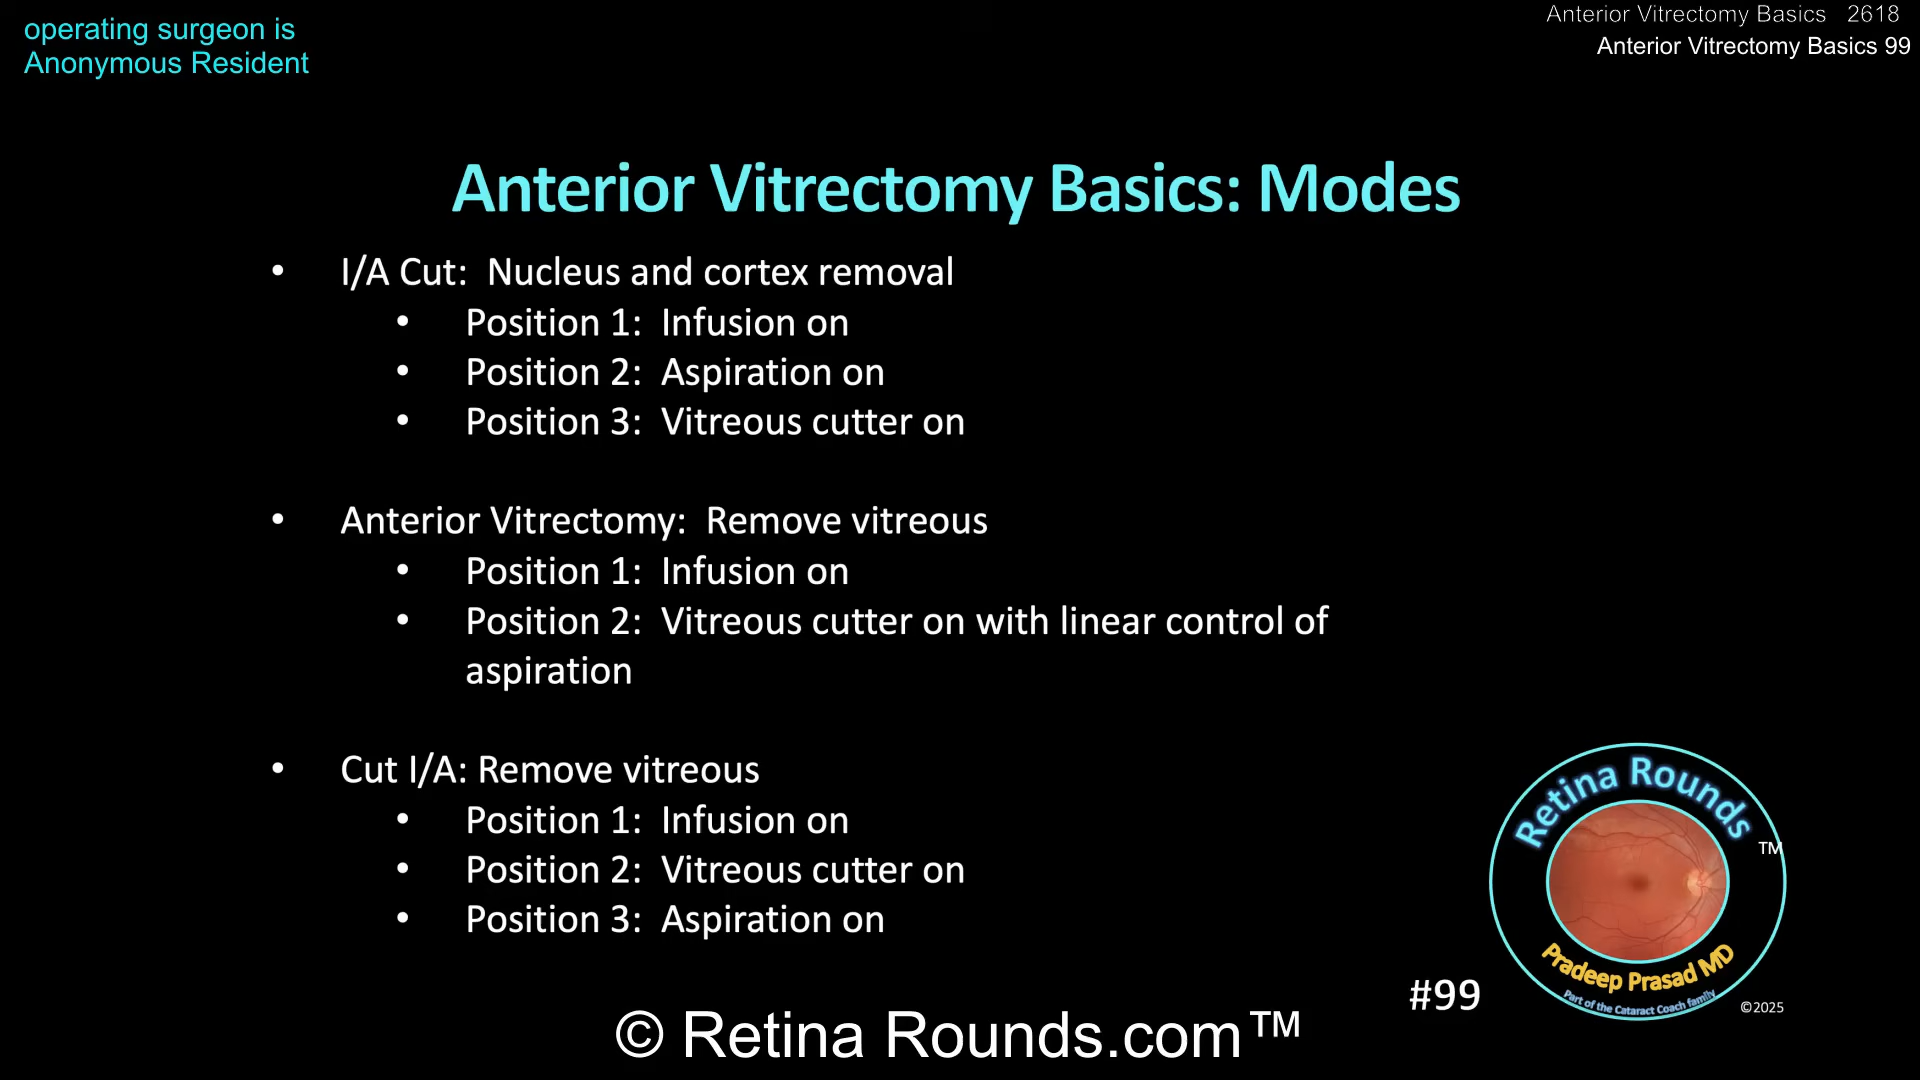 operating surgeon is
Anonymous Resident
Anterior Vitrectomy Basics 2618
Anterior Vitrectomy Basics 99
Anterior Vitrectomy Basics: Modes
• I/A Cut: Nucleus and cortex removal
• Position 1: Infusion on
• Position 2: Aspiration on
• Position 3: Vitreous cutter on
• Anterior Vitrectomy: Remove vitreous
• Position 1: Infusion on
• Position 2: Vitreous cutter on with linear control of
aspiration
• Cut I/A: Remove vitreous
• Position 1: Infusion on
• Position 2: Vitreous cutter on
• Position 3: Aspiration on
Retina Rounds
TM
Pradeep Prasad MD
Part of the Cataract Coach family
©2025
#99
© Retina Rounds.com™